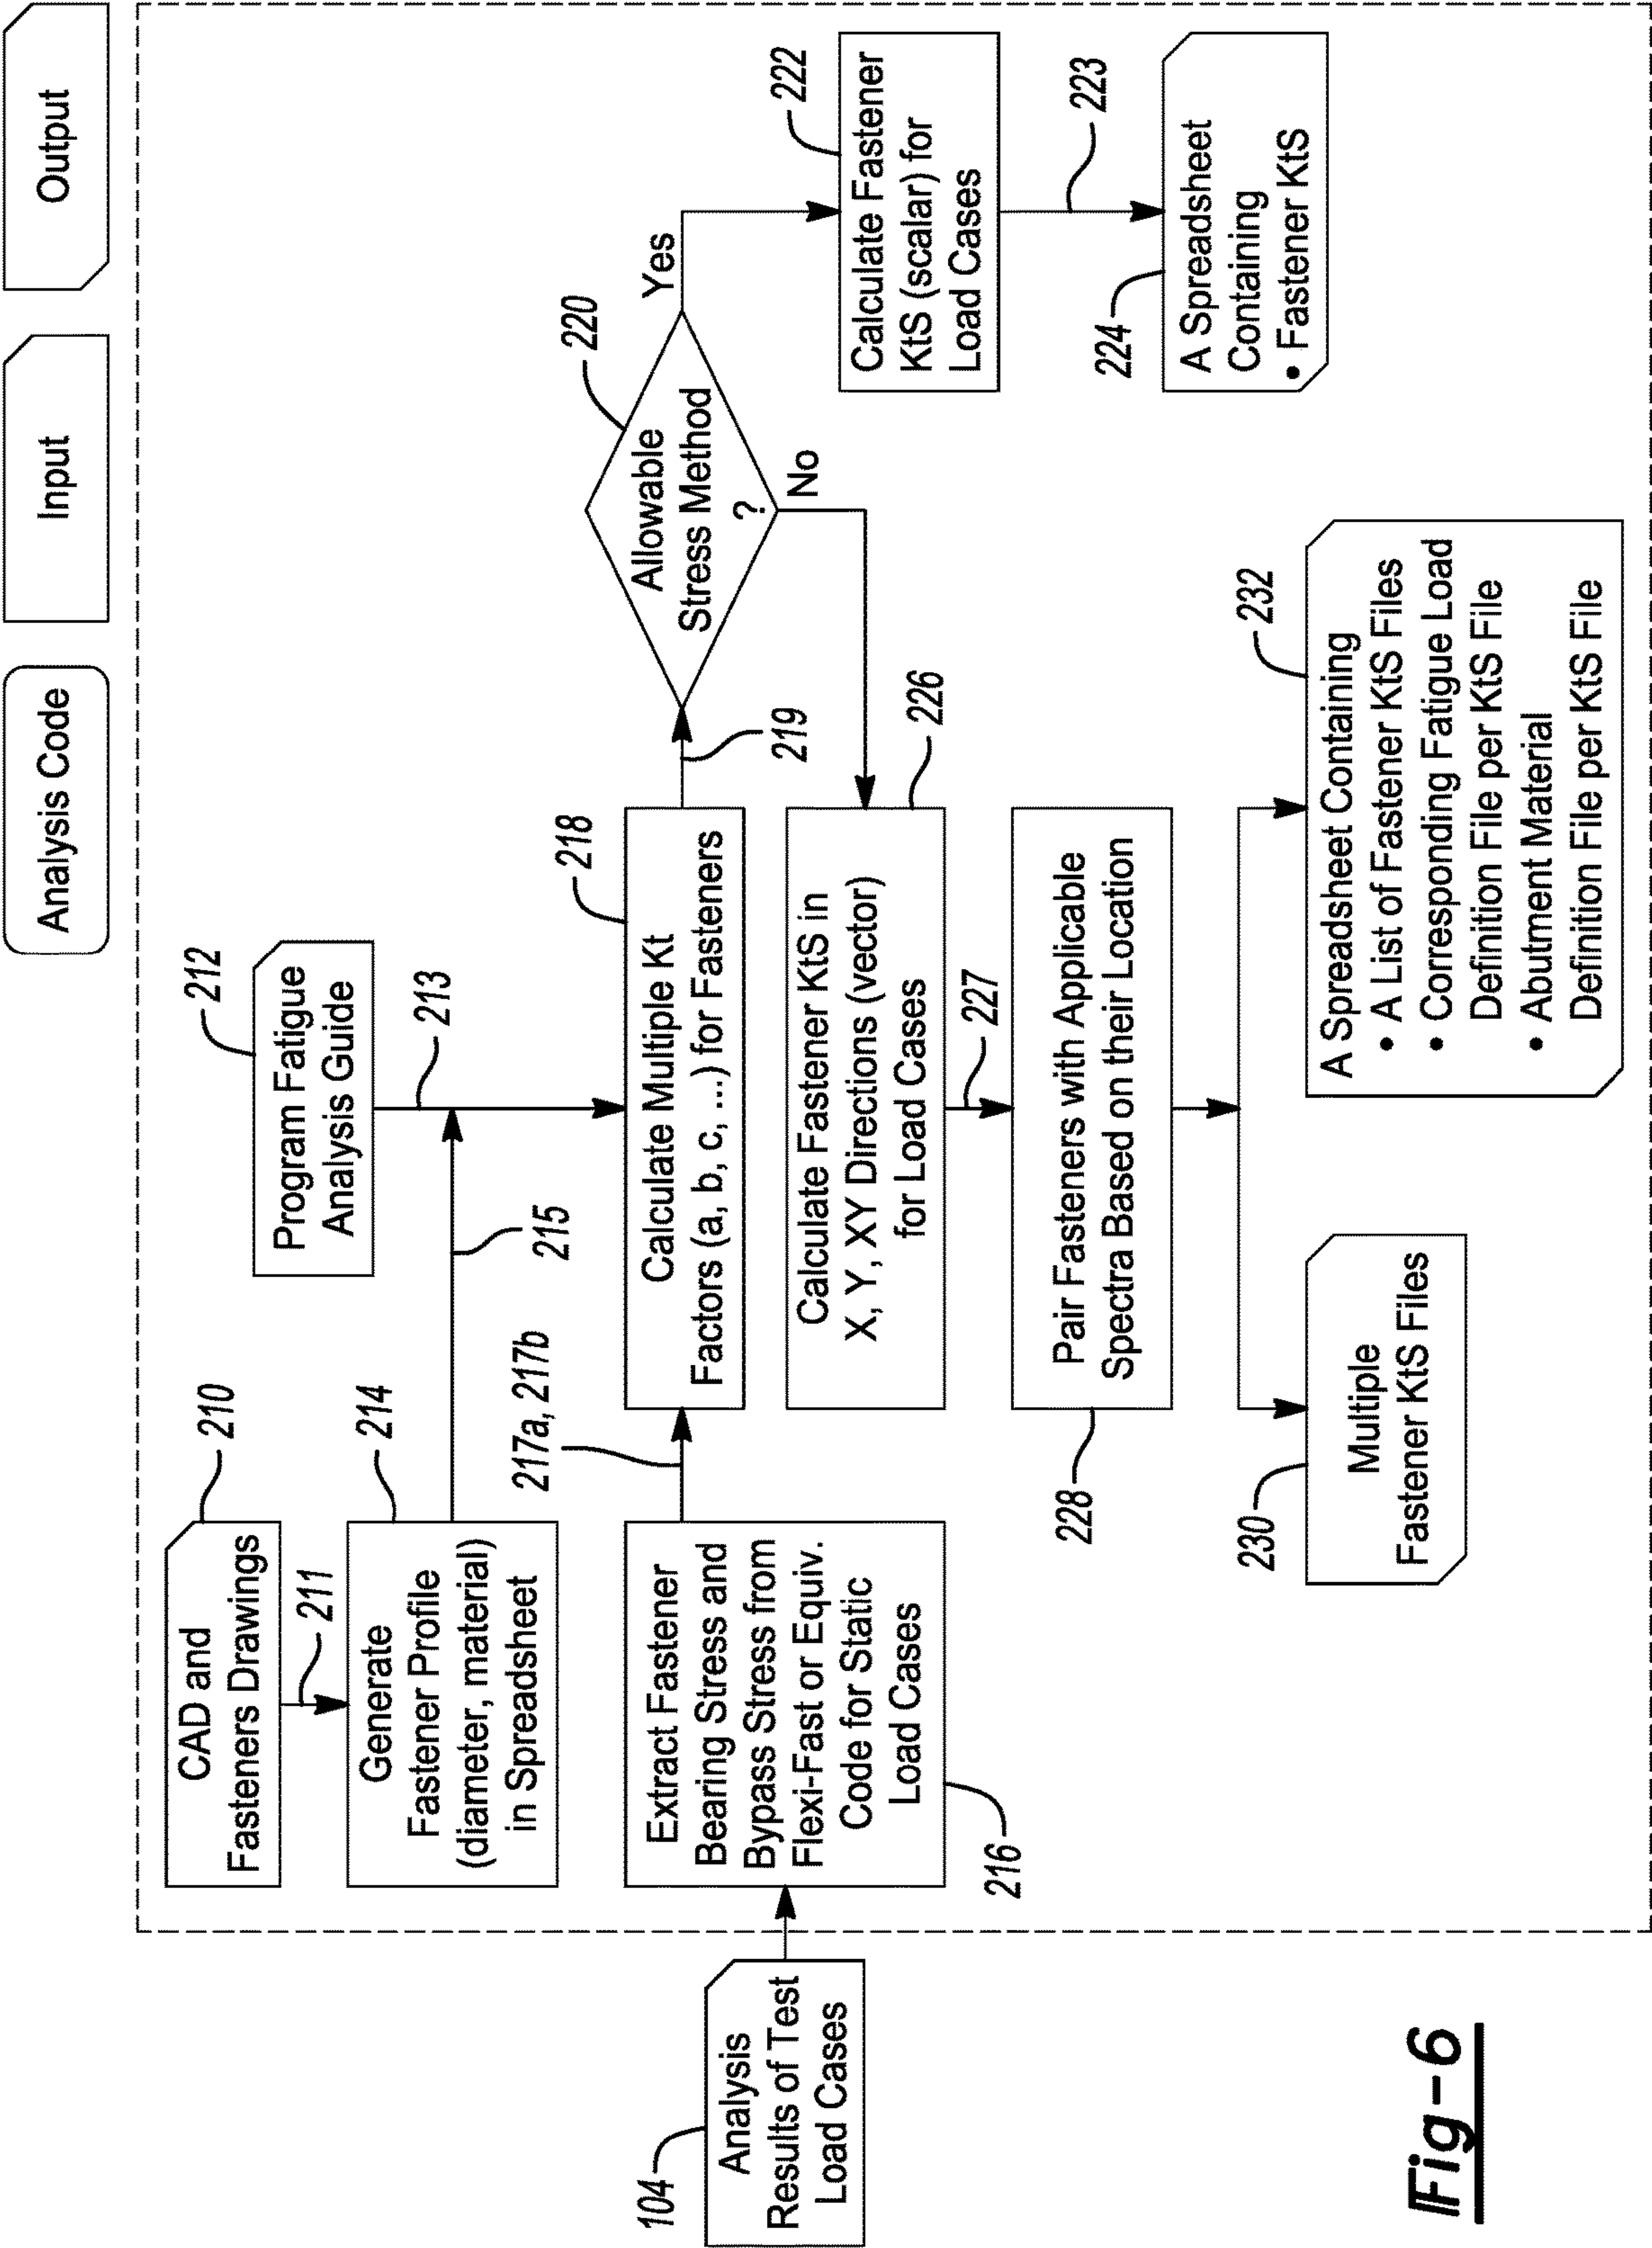 Analysis Code
Input
Output
CAD and
Fasteners Drawings
210
211
Program Fatigue
Analysis Guide
212
213
Generate
Fastener Profile
(diameter, material)
in Spreadsheet
214
215
Analysis
Results of Test
Load Cases
104
Extract Fastener
Bearing Stress and
Bypass Stress from
Flexi-Fast or Equiv.
Code for Static
Load Cases
216
217a, 217b
Calculate Multiple Kt
Factors (a, b, c, ...) for Fasteners
218
219
Allowable
Stress Method
?
220
Yes
No
Calculate Fastener
KtS (scalar) for
Load Cases
222
223
A Spreadsheet
Containing
• Fastener KtS
224
Calculate Fastener KtS in
X, Y, XY Directions (vector)
for Load Cases
226
227
Pair Fasteners with Applicable
Spectra Based on their Location
228
Multiple
Fastener KtS Files
230
A Spreadsheet Containing
• A List of Fastener KtS Files
• Corresponding Fatigue Load
Definition File per KtS File
• Abutment Material
Definition File per KtS File
232
Fig-6